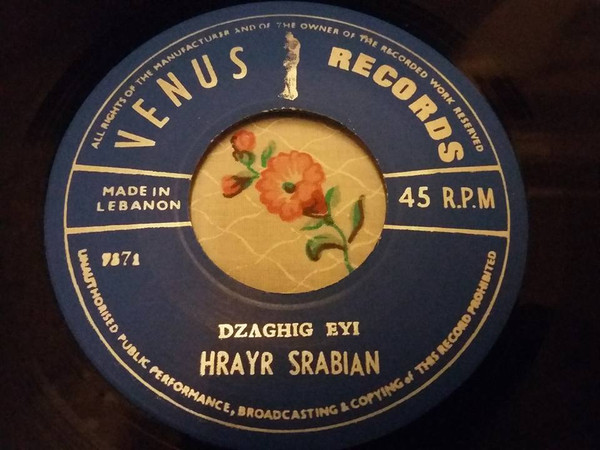 ALL RIGHTS OF THE MANUFACTURER AND OF THE OWNER OF THE RECORDED WORK RESERVED
VENUS RECORDS
MADE IN
LEBANON
45 R.P.M
DZAGHIG EYI
HRAYR SRABIAN
UNAUTHORISED PUBLIC PERFORMANCE, BROADCASTING & COPYING of THIS RECORD PROHIBITED